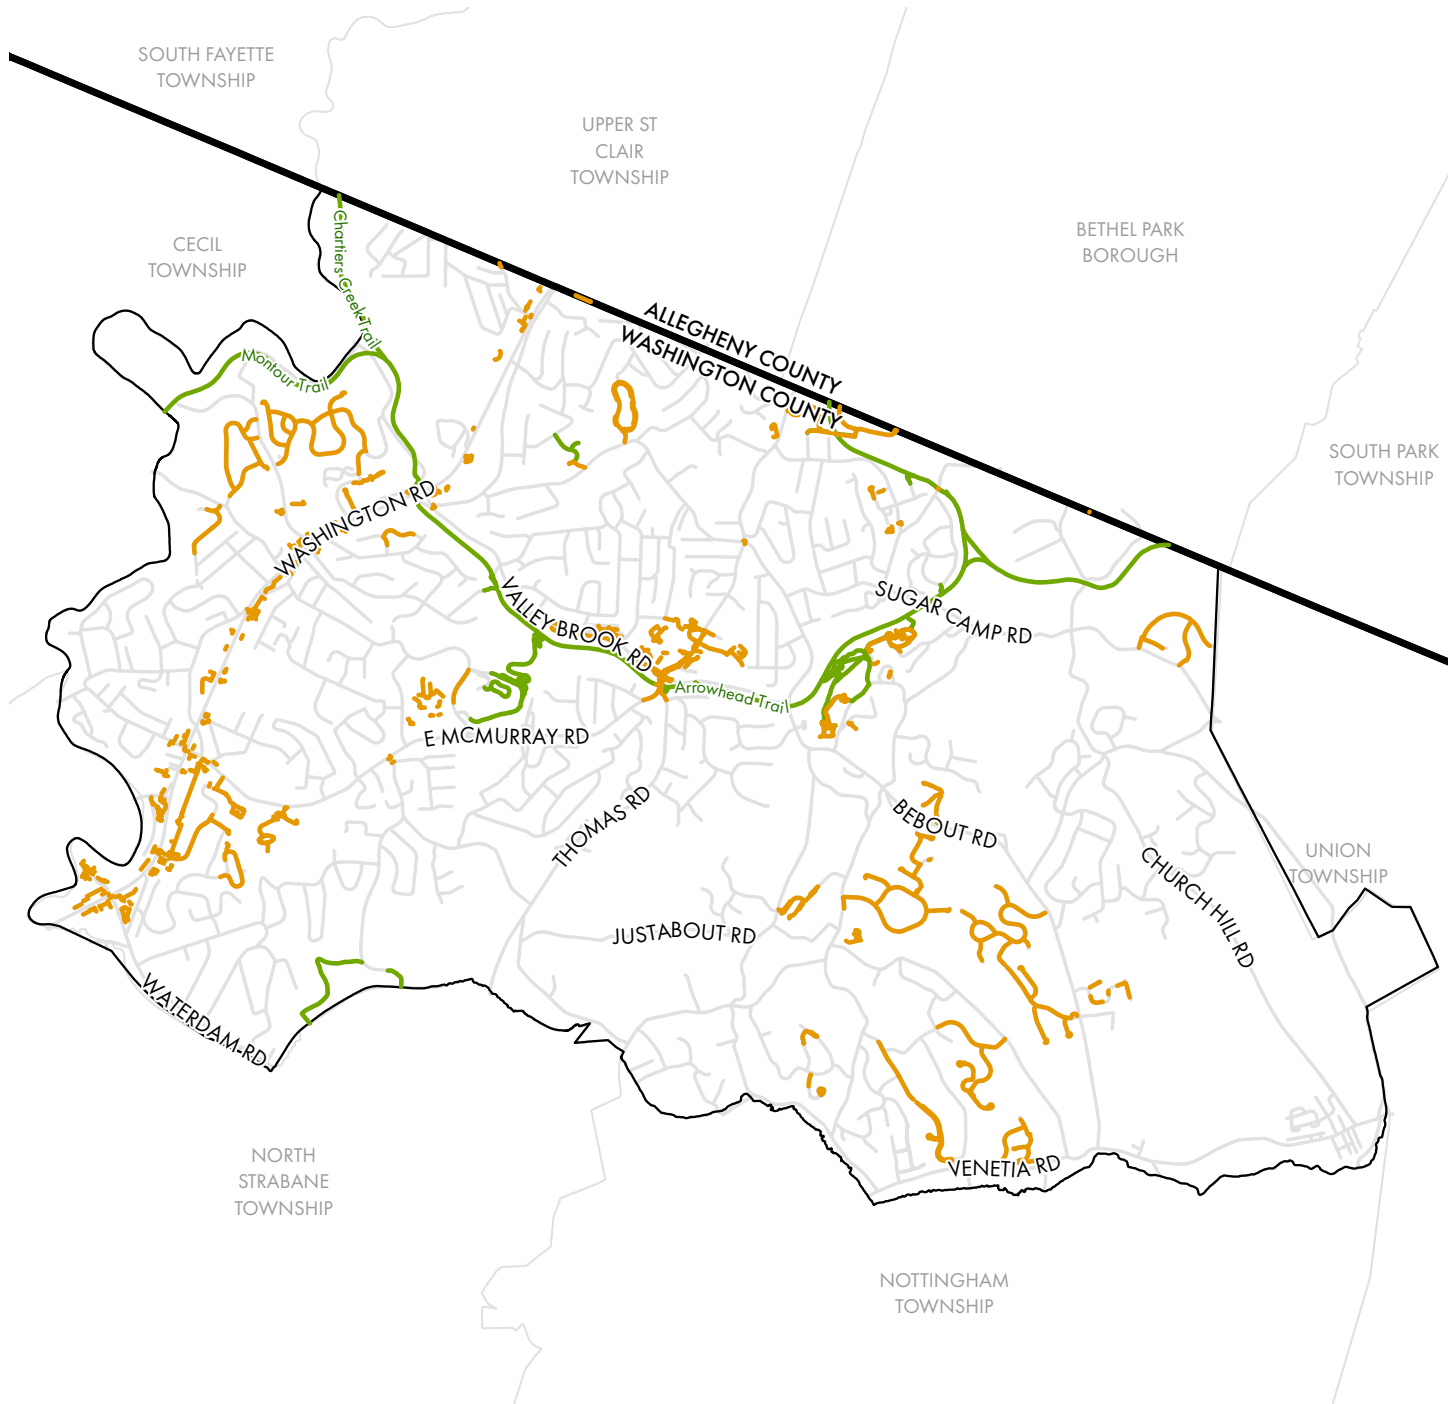 SOUTH FAYETTE
TOWNSHIP
UPPER ST
CLAIR
TOWNSHIP
BETHEL PARK
BOROUGH
CECIL
TOWNSHIP
Chartiers Creek Trail
ALLEGHENY COUNTY
WASHINGTON COUNTY
Montour Trail
SOUTH PARK
TOWNSHIP
WASHINGTON RD
VALLEY BROOK RD
SUGAR CAMP RD
Arrowhead Trail
E MCMURRAY RD
THOMAS RD
BEBOUT RD
CHURCH HILL RD
UNION
TOWNSHIP
JUSTABOUT RD
WATERDAM RD
VENETIA RD
NORTH
STRABANE
TOWNSHIP
NOTTINGHAM
TOWNSHIP